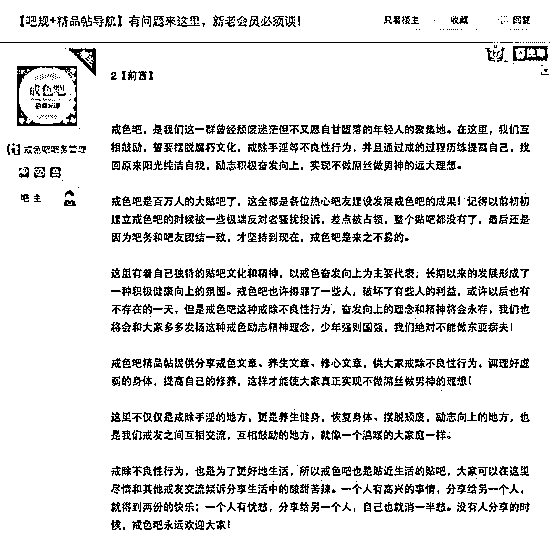 【吧规+精品帖导航】有问题来这里,新老会员必须读!
只看楼主
收藏
回复
2【前言】
戒色吧
戒色吧吧务管理
吧主
戒色吧,是我们这一群曾经颓废迷茫但不又愿自甘堕落的年轻人的聚集地。在这里,我们互
相鼓励,誓要摆脱腐朽文化,戒除手淫等不良行为,并且通过戒的过程历练提高自己,找
回原来阳光纯洁自我,励志积极奋发向上,实现不做屌丝做男神的远大理想。
戒色吧是百万人的大贴吧了,这全都是各位热心吧友建设发展戒色吧的成果!记得以前初初
建立戒色吧的时候被一些极端反对者骚扰投诉,差点被占领,整个贴吧都没有了,最后还是
因为吧务和吧友团结一致,才坚持到现在,戒色吧是来之不易的。
这里有着自己独特的贴吧文化和精神,以戒色奋发向上为主要代表;长期以来的发展形成了
一种积极健康向上的氛围。戒色吧也许得罪了一些人,破坏了有些人的利益,或许以后也有
不存在的一天,但是戒色吧这种戒除不良性行为,奋发向上的理念和精神将会永存,我们也
将会和大家多多发扬这种戒色励志精神理念,少年强则国强,我们绝对不能做东亚病夫!
戒色吧精品帖提供分享戒色文章、养生文章、修心文章,供大家戒除不良性行为,调理好虚
弱的身体,提高自己的修养,这样才能使大家真正实现不做屌丝做男神的理想!
这里不仅仅是戒除手淫的地方,更是养生健身,恢复身体、摆脱颓废,励志向上的地方,也
是我们戒友之间互相交流,互相鼓励的地方,就像一个温暖的大家庭一样。
戒除不良性行为,也是为了更好地生活,所以戒色吧也是贴近生活的贴吧,大家可以在这里
尽情和其他戒友交流倾诉分享生活中的酸甜苦辣。一个人有高兴的事情,分享给另一个人,
就得到两份的快乐;一个人有忧愁,分享给另一个人,自己也就消一半愁。没有人分享的时
候,戒色吧永远欢迎大家!